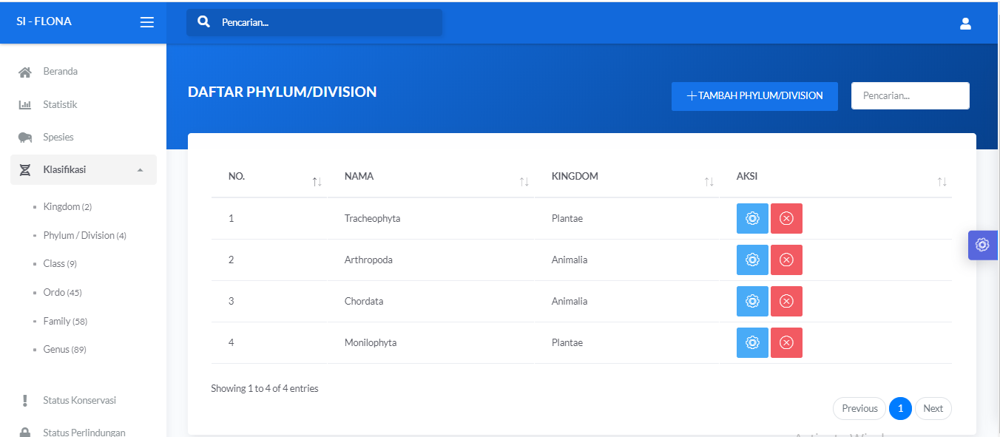 SI - FLONA
Pencarian...
Beranda
Statistik
Spesies
Klasifikasi
Kingdom (2)
Phylum / Division (4)
Class (9)
Ordo (45)
Family (58)
Genus (89)
Status Konservasi
Status Perlindungan
DAFTAR PHYLUM/DIVISION
+TAMBAH PHYLUM/DIVISION
Pencarian...
NO. NAMA KINGDOM AKSI
1 Tracheophyta Plantae
2 Arthropoda Animalia
3 Chordata Animalia
4 Monilophyta Plantae
Showing 1 to 4 of 4 entries
Previous 1 Next